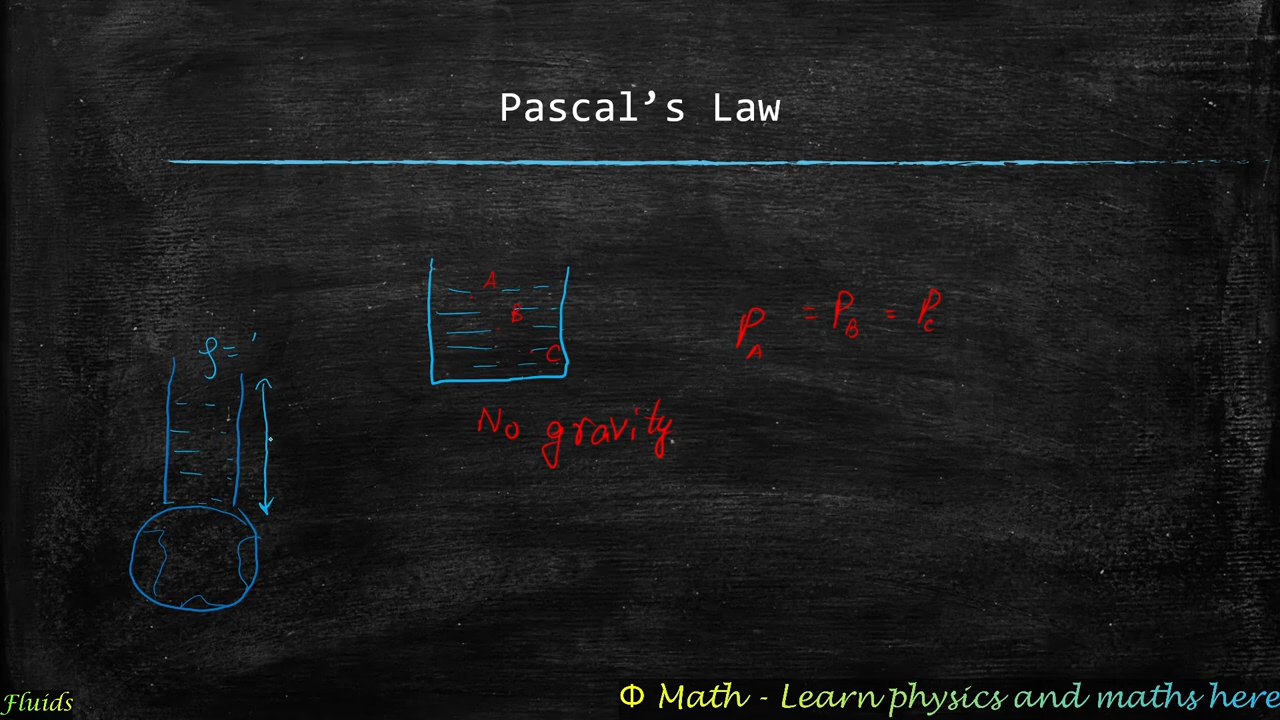 Pascal's Law
A
B
C
P_A = P_B = P_C
ρ = '
No gravity
Fluids
Φ Math - Learn physics and maths here